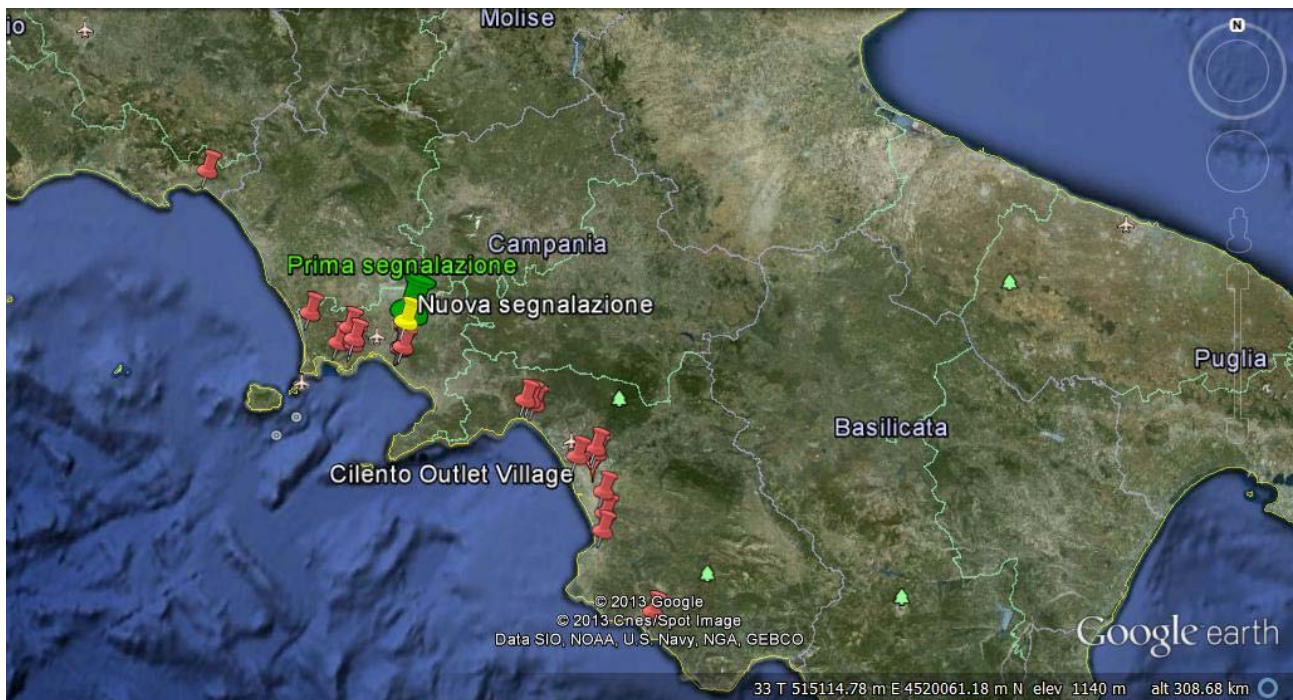 io
Molise
N
Campania
Prima segnalazione
Nuova segnalazione
Puglia
Basilicata
Cilento Outlet Village
© 2013 Google
© 2013 Cnes/Spot Image
Data SIO, NOAA, U.S. Navy, NGA, GEBCO
Google earth
33 T 515114.78 m E 4520061.18 m N elev 1140 m alt 308.68 km